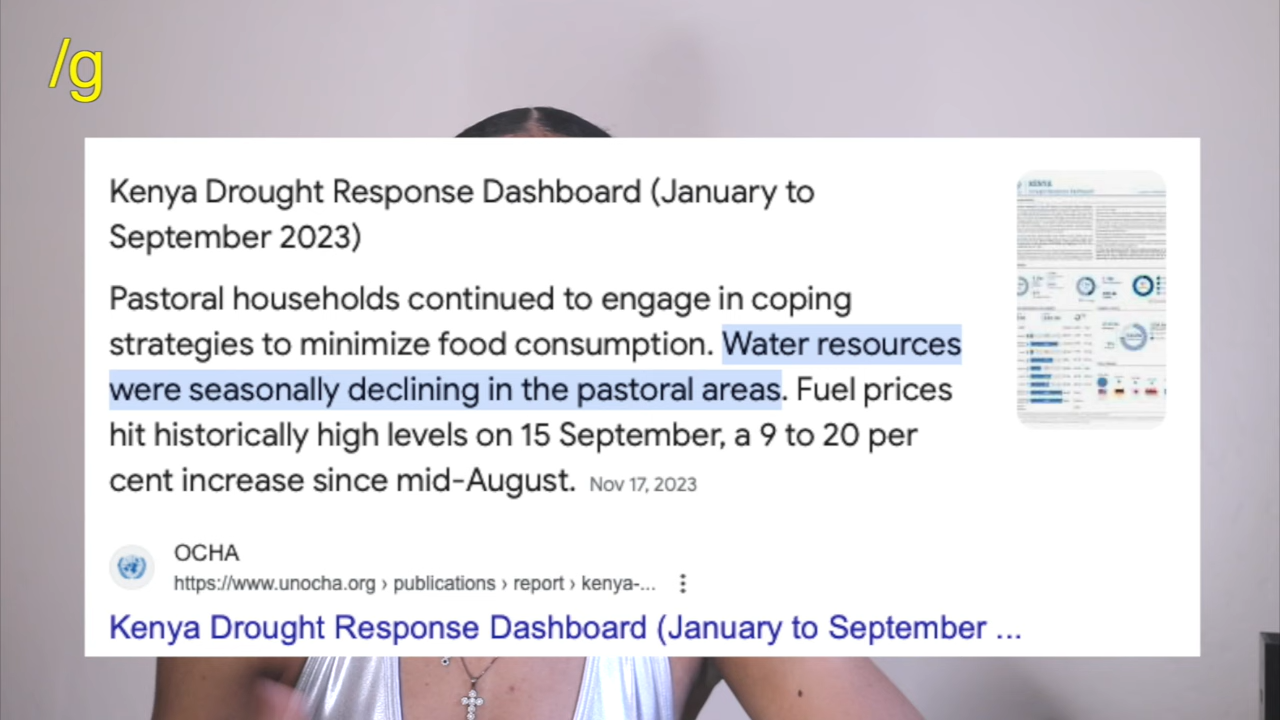 /g
Kenya Drought Response Dashboard (January to
September 2023)
Pastoral households continued to engage in coping
strategies to minimize food consumption. Water resources
were seasonally declining in the pastoral areas. Fuel prices
hit historically high levels on 15 September, a 9 to 20 per
cent increase since mid-August. Nov 17, 2023
KENYA
OCHA
https://www.unocha.org › publications › report › kenya-...
Kenya Drought Response Dashboard (January to September ...